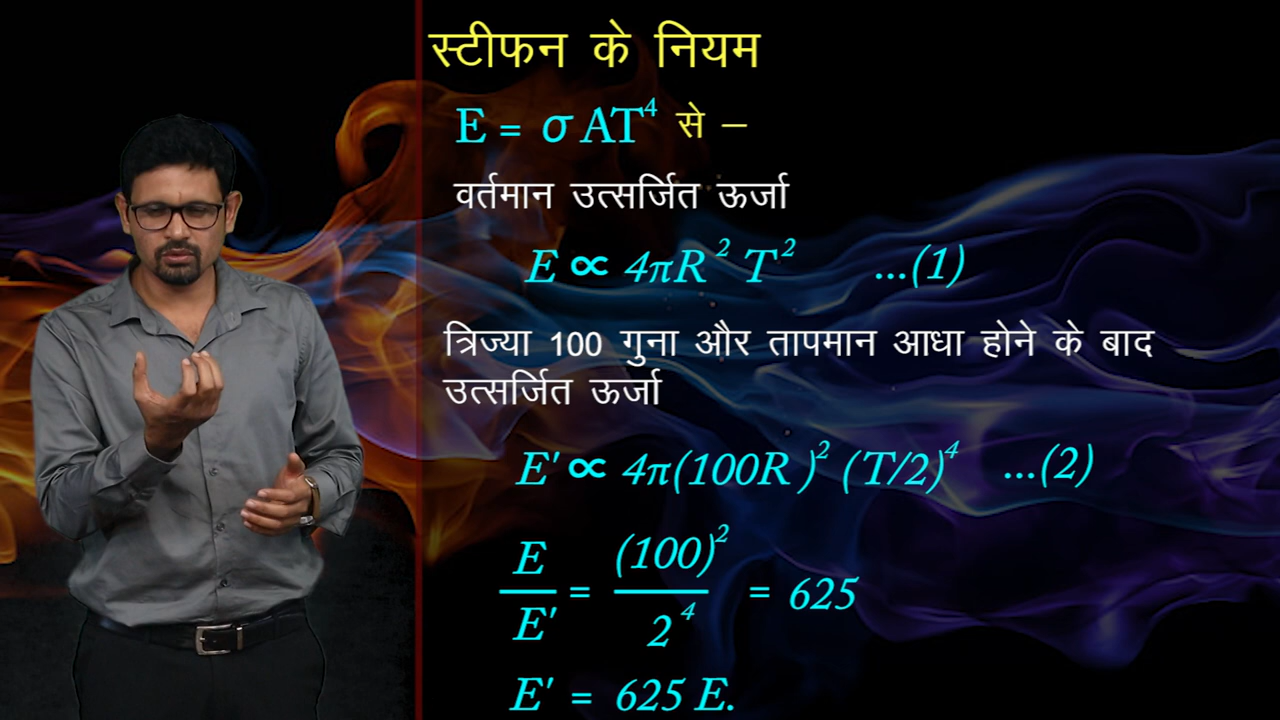 स्टीफन के नियम
E = σ AT⁴ से –
वर्तमान उत्सर्जित ऊर्जा
E ∝ 4πR² T² ...(1)
त्रिज्या 100 गुना और तापमान आधा होने के बाद
उत्सर्जित ऊर्जा
E' ∝ 4π(100R )² (T/2)⁴ ...(2)
E/E' = (100)²/2⁴ = 625
E' = 625 E.